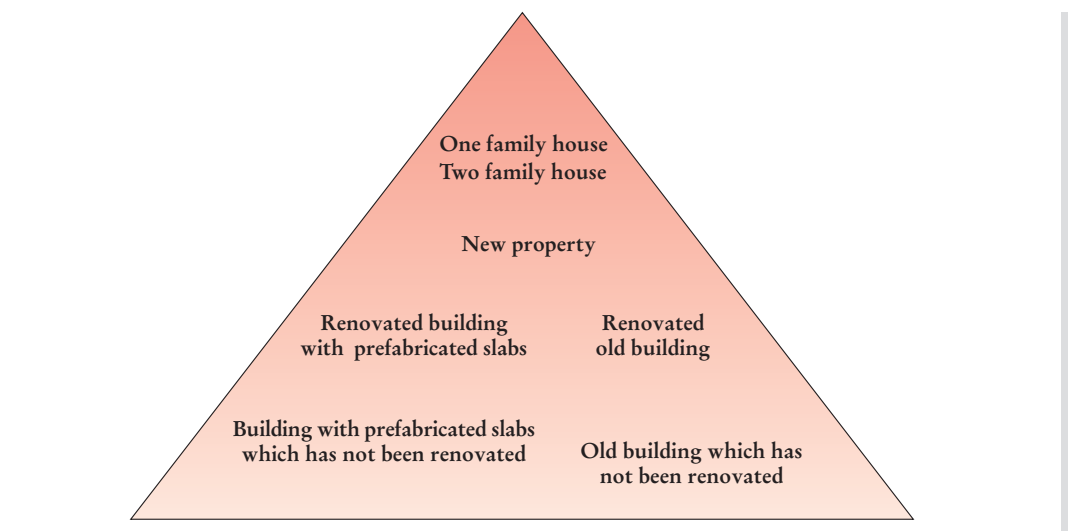 One family house
Two family house
New property
Renovated building
with prefabricated slabs
Renovated
old building
Building with prefabricated slabs
which has not been renovated
Old building which has
not been renovated